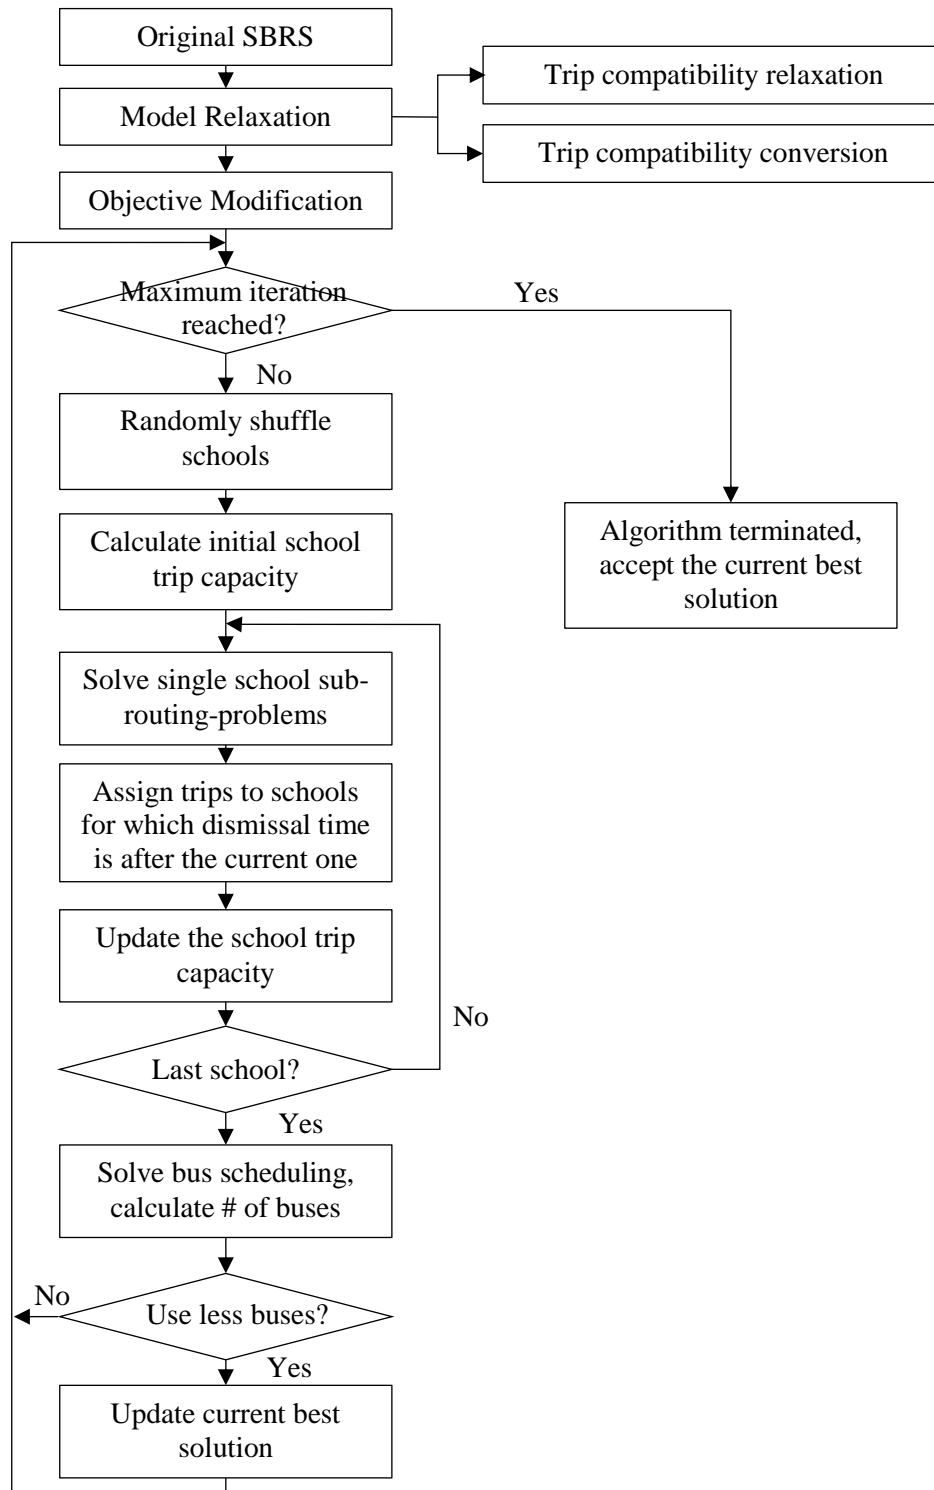 Original SBRS
Trip compatibility relaxation
Model Relaxation
Trip compatibility conversion
Objective Modification
Maximum iteration
reached?
Yes
No
Randomly shuffle
schools
Calculate initial school
trip capacity
Algorithm terminated,
accept the current best
solution
Solve single school sub-
routing-problems
Assign trips to schools
for which dismissal time
is after the current one
Update the school trip
capacity
No
Last school?
Yes
Solve bus scheduling,
calculate # of buses
No
Use less buses?
Yes
Update current best
solution